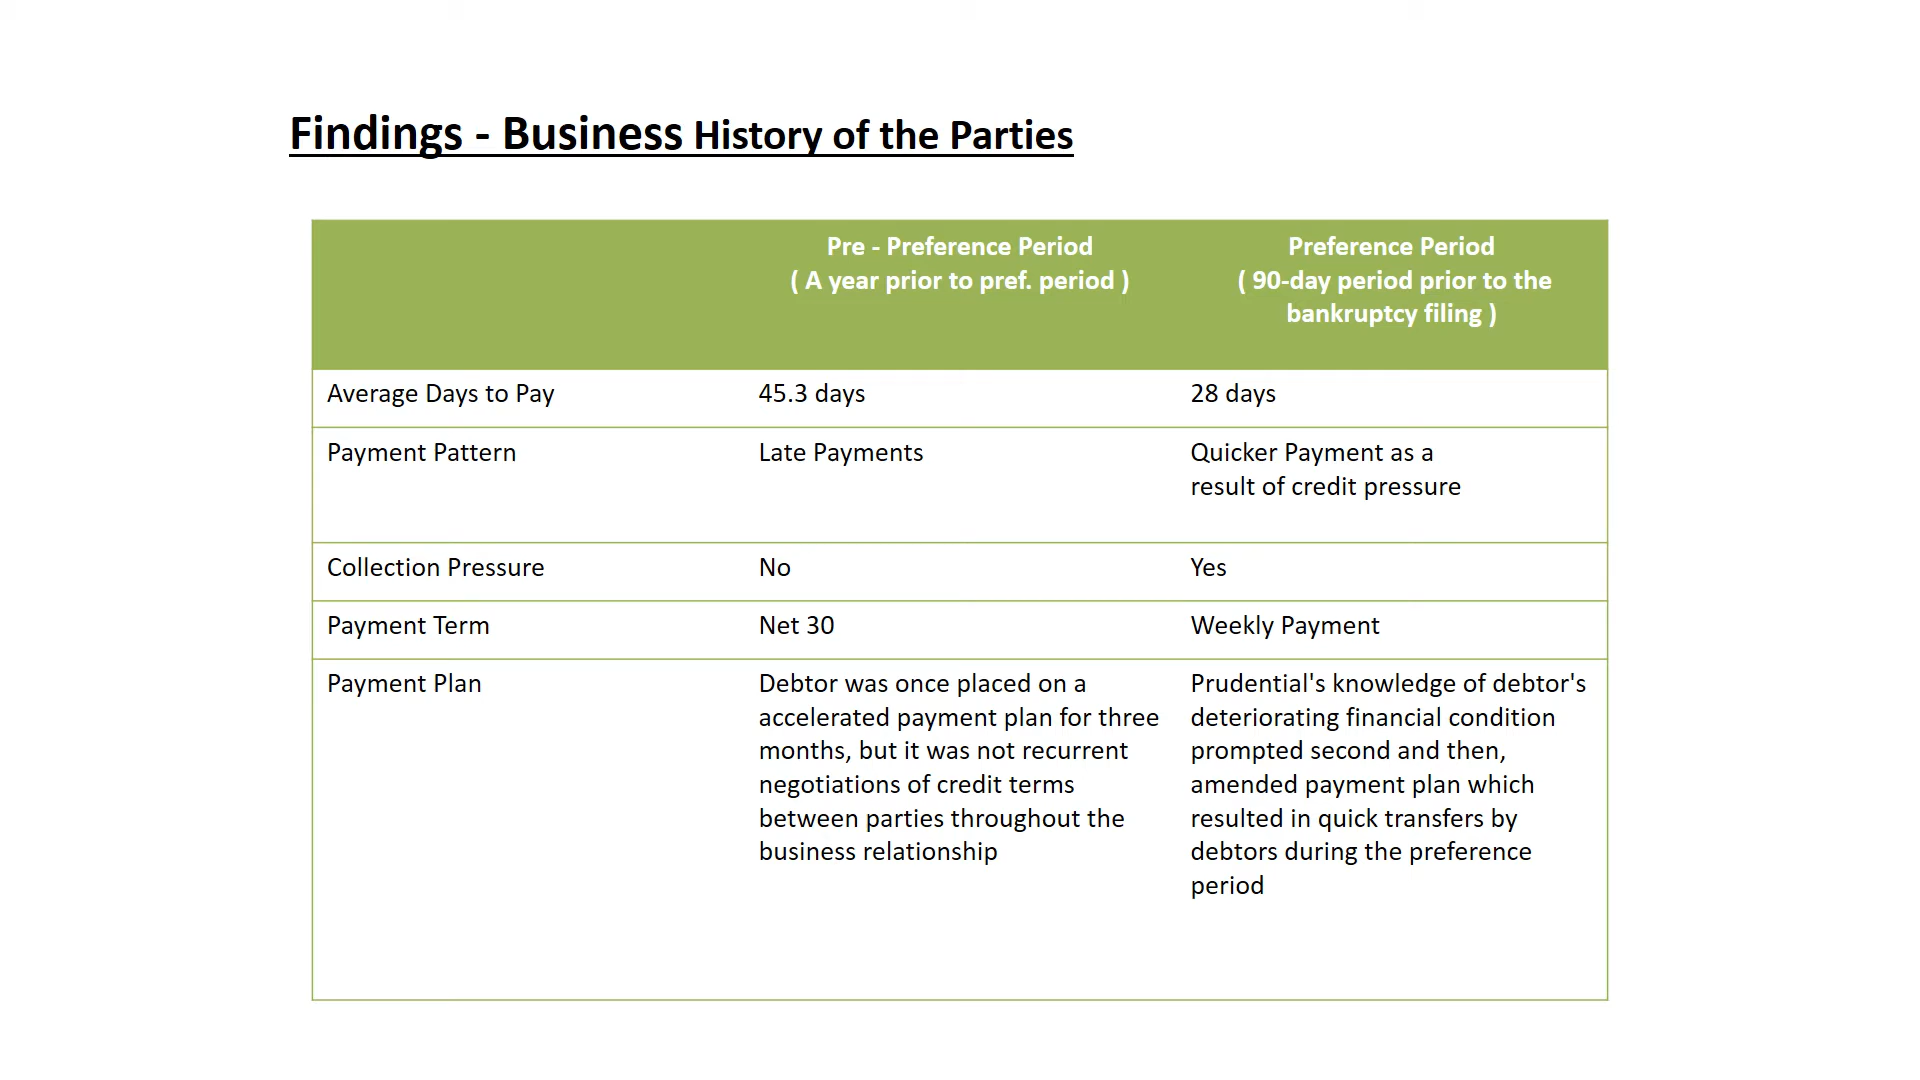 Findings - Business History of the Parties
Pre - Preference Period
( A year prior to pref. period )
Preference Period
( 90-day period prior to the
bankruptcy filing )
Average Days to Pay
45.3 days
28 days
Payment Pattern
Late Payments
Quicker Payment as a
result of credit pressure
Collection Pressure
No
Yes
Payment Term
Net 30
Weekly Payment
Payment Plan
Debtor was once placed on a
accelerated payment plan for three
months, but it was not recurrent
negotiations of credit terms
between parties throughout the
business relationship
Prudential's knowledge of debtor's
deteriorating financial condition
prompted second and then,
amended payment plan which
resulted in quick transfers by
debtors during the preference
period